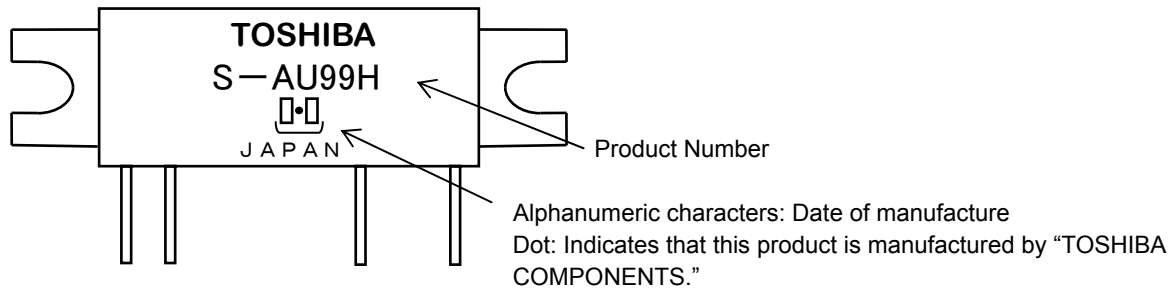 TOSHIBA
S－AU99H
JAPAN
Product Number
Alphanumeric characters: Date of manufacture
Dot: Indicates that this product is manufactured by “TOSHIBA
COMPONENTS.”